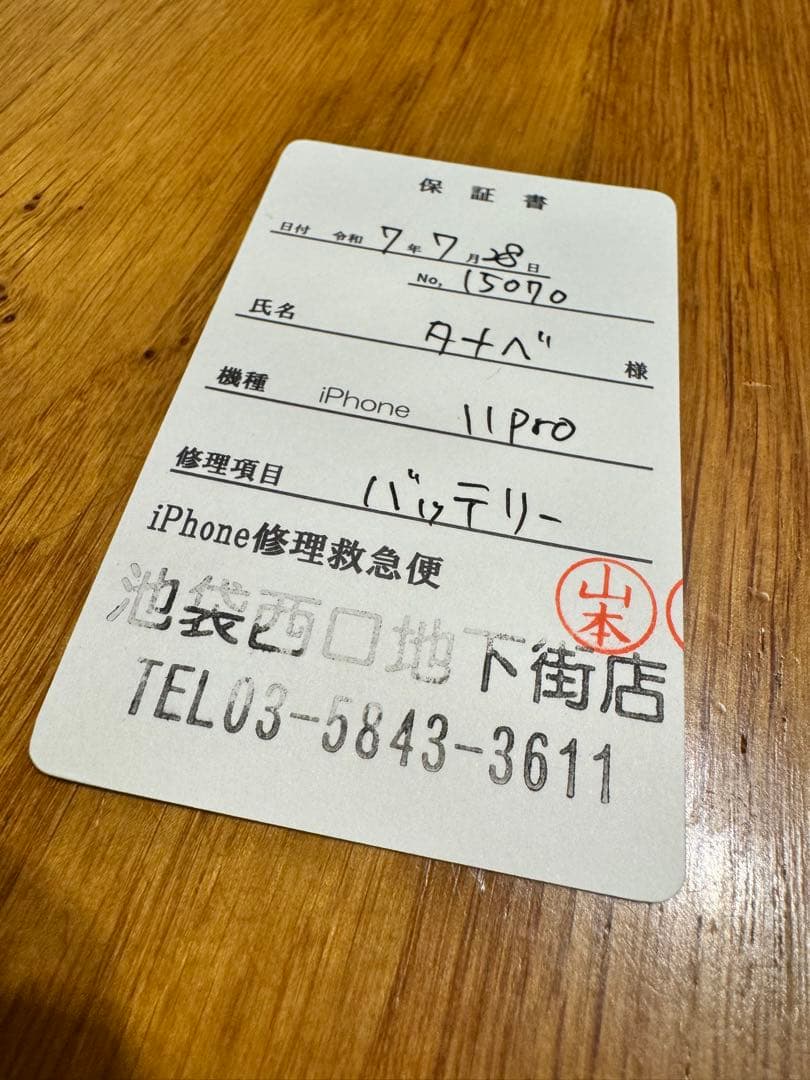 保証書
日付 令和 7年 7月 28日
No, 15070
氏名 タナベ 様
機種 iPhone 11pro
修理項目 バッテリー
iPhone修理救急便
山本
池袋西口地下街店
TEL03-5843-3611